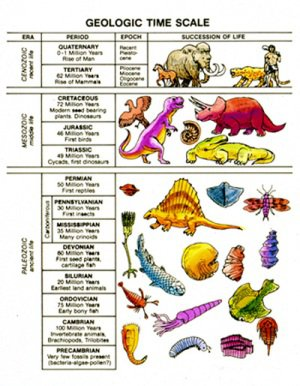 GEOLOGIC TIME SCALE
ERA PERIOD EPOCH SUCCESSION OF LIFE
CENOZOIC
recent life
QUATERNARY
0-1 Million Years
Rise of Man
Recent
Pleisto-
cene
TERTIARY
62 Million Years
Rise of Mammals
Pliocene
Miocene
Oligocene
Eocene
MESOZOIC
middle life
CRETACEOUS
72 Million Years
Modern seed bearing
plants. Dinosaurs
JURASSIC
46 Million Years
First birds
TRIASSIC
49 Million Years
Cycads, first dinosaurs
PALEOZOIC
ancient life
PERMIAN
50 Million Years
First reptiles
Carboniferous
PENNSYLVANIAN
30 Million Years
First insects
MISSISSIPPIAN
35 Million Years
Many crinoids
DEVONIAN
60 Million Years
First seed plants,
cartilage fish
SILURIAN
20 Million Years
Earliest land animals
ORDOVICIAN
75 Million Years
Early bony fish
CAMBRIAN
100 Million Years
Invertebrate animals,
Brachiopods, Trilobites
PRECAMBRIAN
Very few fossils present
(bacteria-algae-pollen?)